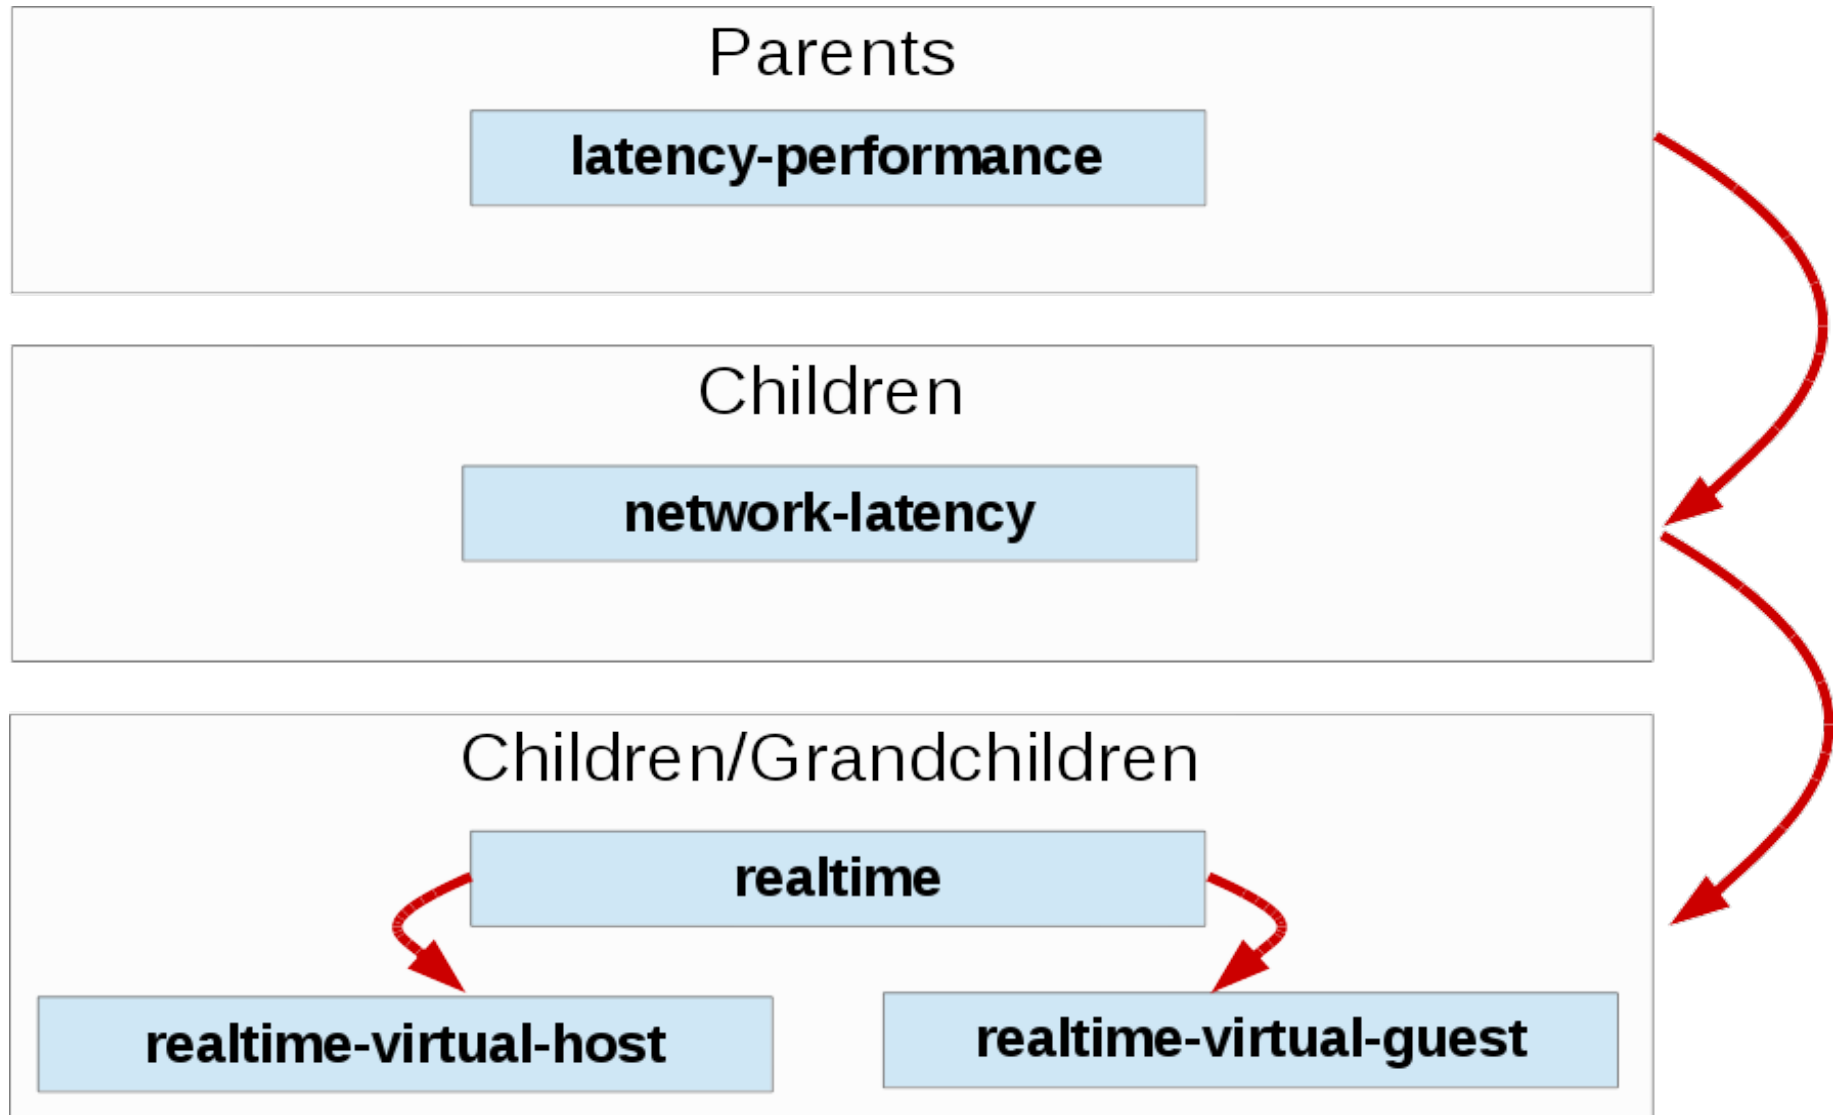 Parents
latency-performance
Children
network-latency
Children/Grandchildren
realtime
realtime-virtual-host
realtime-virtual-guest